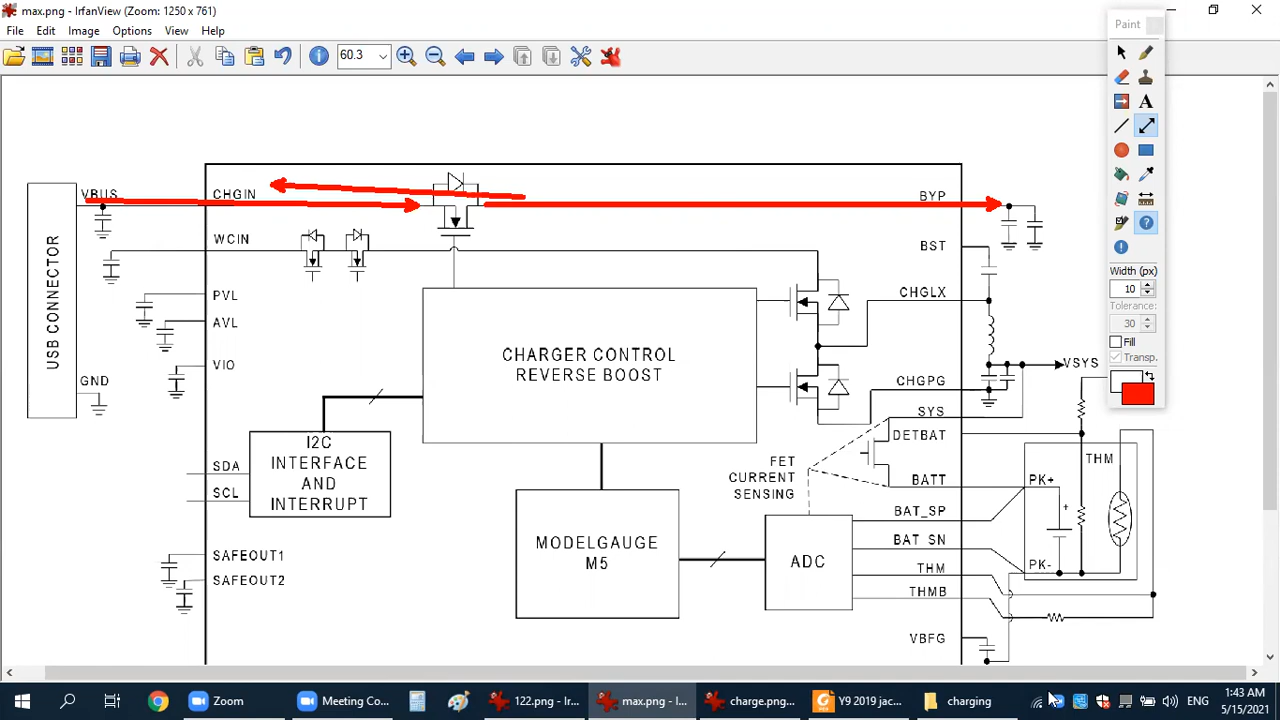 max.png - IrfanView (Zoom: 1250 x 761)
File Edit Image Options View Help
60.3
Paint
Width (px)
10
Tolerance:
30
Fill
Transp.
VBUS
CHGIN
BYP
WCIN
BST
USB CONNECTOR
PVL
CHGLX
AVL
CHARGER CONTROL
REVERSE BOOST
VIO
VSYS
GND
CHGPG
SYS
DETBAT
I2C
INTERFACE
AND
INTERRUPT
SDA
SCL
FET
CURRENT
SENSING
THM
BATT
PK+
+
BAT_SP
MODELGAUGE
M5
ADC
BAT_SN
PK-
SAFEOUT1
SAFEOUT2
THM
THMB
VBFG
Zoom
Meeting Co...
122.png - Ir...
max.png - I...
charge.png...
Y9 2019 jac...
charging
ENG
1:43 AM
5/15/2021